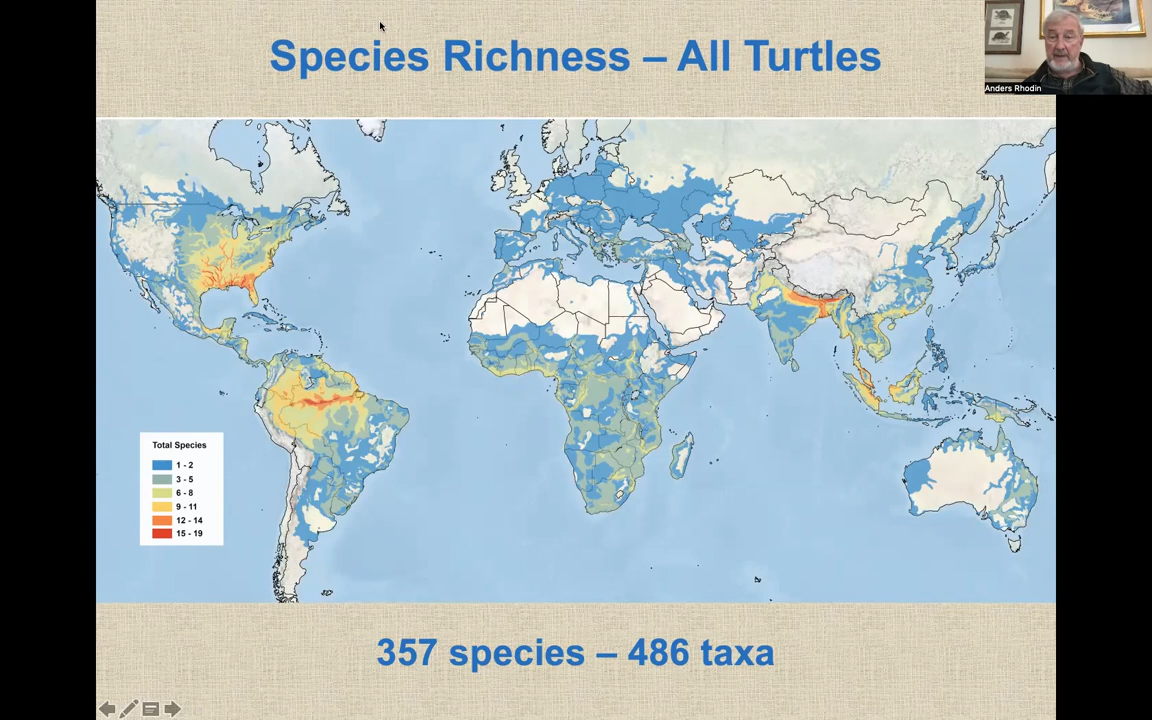 Species Richness – All Turtles
Anders Rhodin
Total Species
1 - 2
3 - 5
6 - 8
9 - 11
12 - 14
15 - 19
357 species – 486 taxa